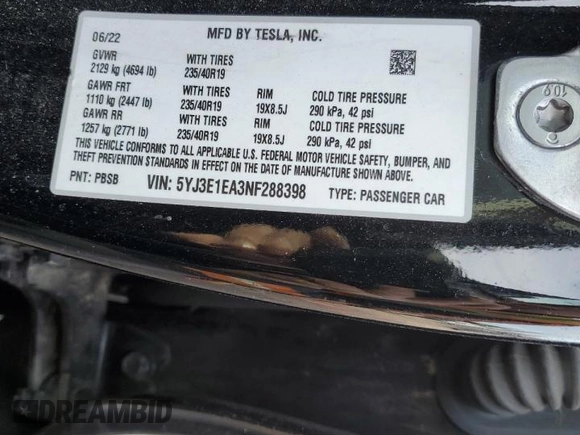 06/22 MFD BY TESLA, INC.
GVWR WITH TIRES
2129 kg (4694 lb) 235/40R19
GAWR FRT WITH TIRES RIM COLD TIRE PRESSURE
1110 kg (2447 lb) 235/40R19 19X8.5J 290 kPa, 42 psi
GAWR RR WITH TIRES RIM COLD TIRE PRESSURE
1257 kg (2771 lb) 235/40R19 19X8.5J 290 kPa, 42 psi
THIS VEHICLE CONFORMS TO ALL APPLICABLE U.S. FEDERAL MOTOR VEHICLE SAFETY, BUMPER, AND
THEFT PREVENTION STANDARDS IN EFFECT ON THE DATE OF MANUFACTURE SHOWN ABOVE.
PNT: PBSB VIN: 5YJ3E1EA3NF288398 TYPE: PASSENGER CAR
10.9
DREAMBID